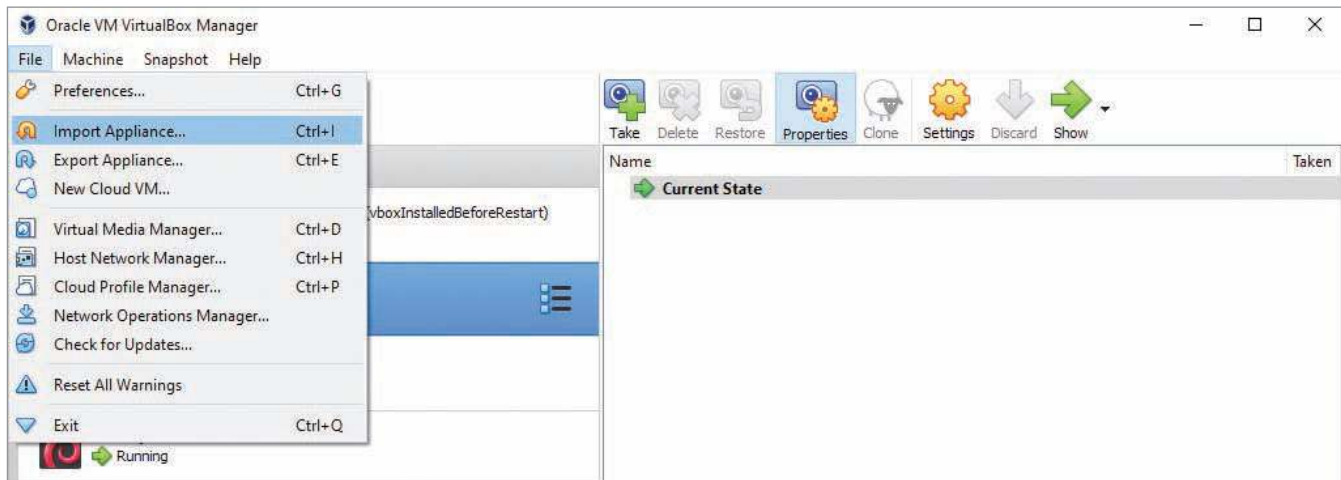 Oracle VM VirtualBox Manager
File Machine Snapshot Help
Preferences... Ctrl+G
Import Appliance... Ctrl+I
Export Appliance... Ctrl+E
New Cloud VM...
Virtual Media Manager... Ctrl+D
Host Network Manager... Ctrl+H
Cloud Profile Manager... Ctrl+P
Network Operations Manager...
Check for Updates...
Reset All Warnings
Exit Ctrl+Q
vboxInstalledBeforeRestart)
Running
Take Delete Restore Properties Clone Settings Discard Show
Name Taken
Current State